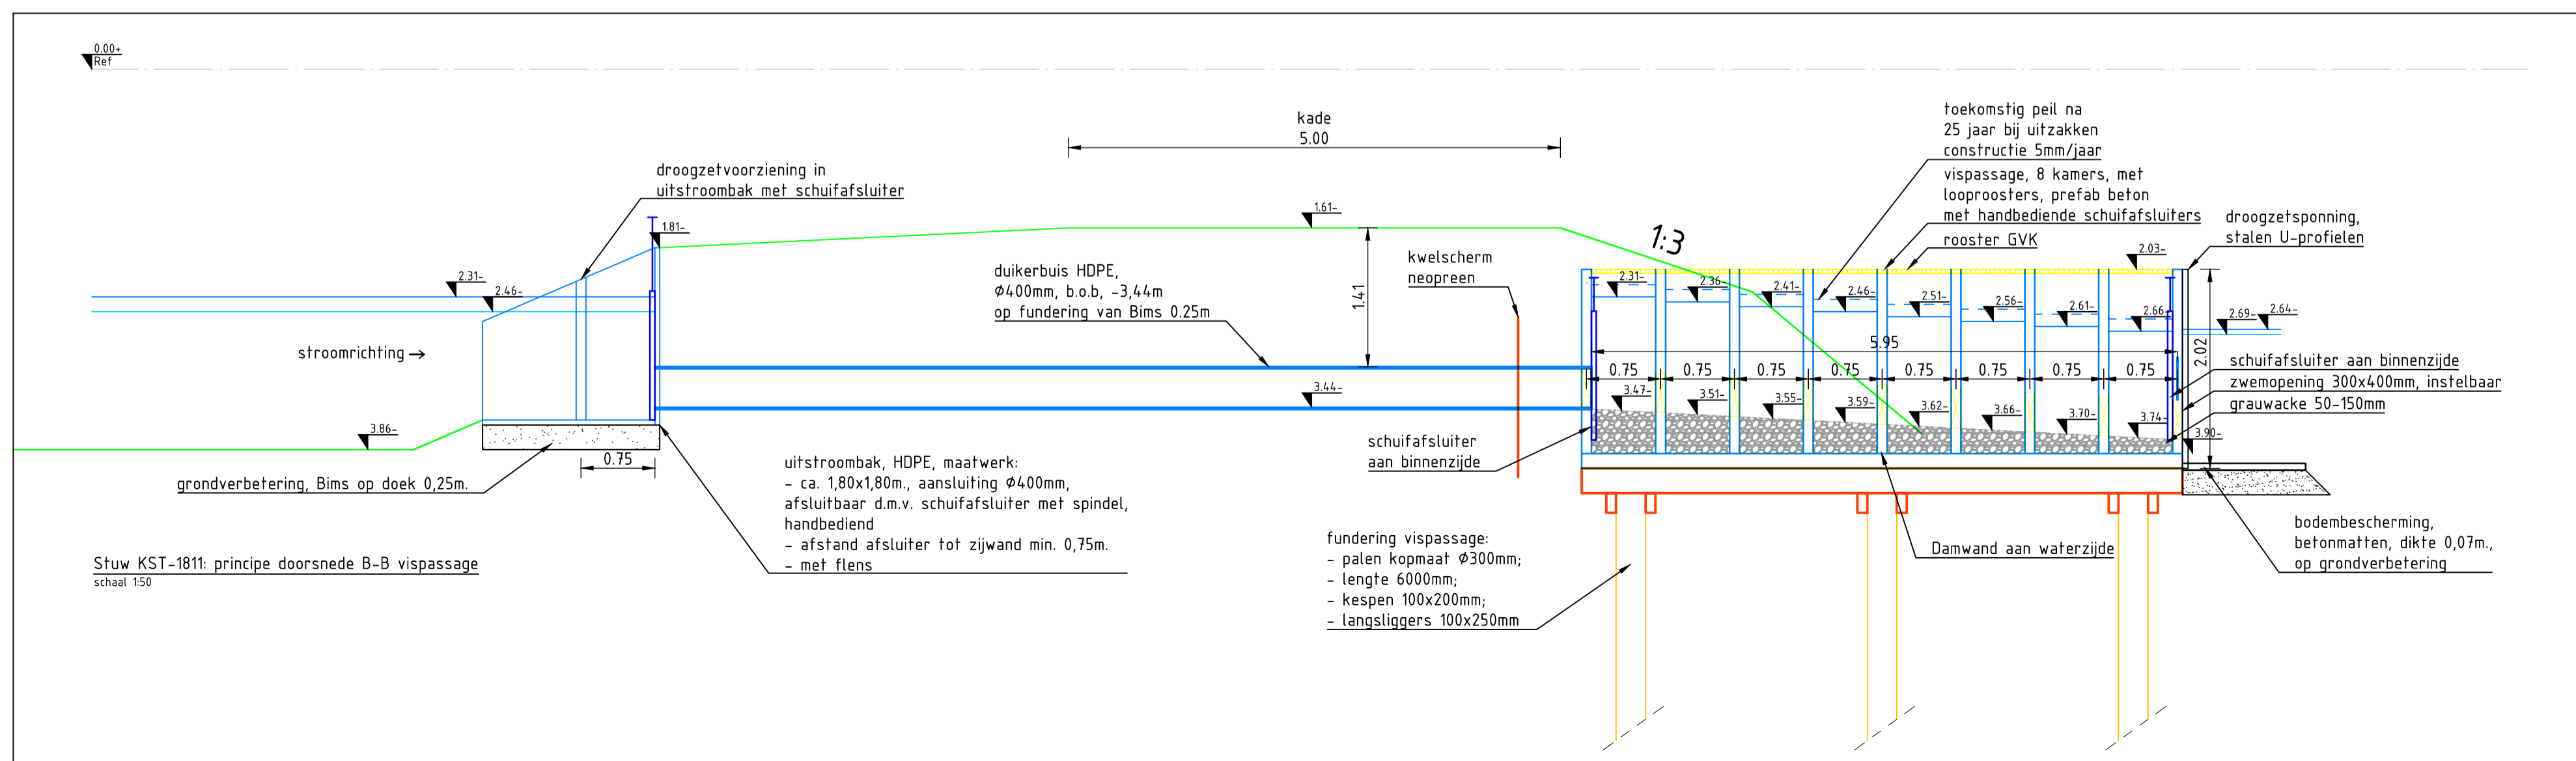 0.00+
Ref
kade
5.00
toekomstig peil na
25 jaar bij uitzakken
constructie 5mm/jaar
vispassage, 8 kamers, met
looproosters, prefab beton
met handbediende schuifafsluiters
rooster GVK
droogzetsponning,
stalen U-profielen
droogzetvoorziening in
uitstroombak met schuifafsluiter
1.81-
1.61-
1:3
2.03-
kwelscherm
neopreen
duikerbuis HDPE,
Ø400mm, b.o.b, -3,44m
op fundering van Bims 0.25m
1.41
2.31-
2.46-
2.31-
2.36-
2.41-
2.46-
2.51-
2.56-
2.61-
2.66-
2.69-
2.64-
stroomrichting
5.95
2.02
0.75
0.75
0.75
0.75
0.75
0.75
0.75
0.75
schuifafsluiter aan binnenzijde
zwemopening 300x400mm, instelbaar
grauwacke 50-150mm
3.44-
3.47-
3.51-
3.55-
3.59-
3.62-
3.66-
3.70-
3.74-
3.90-
3.86-
schuifafsluiter
aan binnenzijde
0.75
grondverbetering, Bims op doek 0,25m.
uitstroombak, HDPE, maatwerk:
- ca. 1,80x1,80m., aansluiting Ø400mm,
afsluitbaar d.m.v. schuifafsluiter met spindel,
handbediend
- afstand afsluiter tot zijwand min. 0,75m.
- met flens
fundering vispassage:
- palen kopmaat Ø300mm;
- lengte 6000mm;
- kespen 100x200mm;
- langsliggers 100x250mm
Damwand aan waterzijde
bodembescherming,
betonmatten, dikte 0,07m.,
op grondverbetering
Stuw KST-1811: principe doorsnede B-B vispassage
schaal 1:50